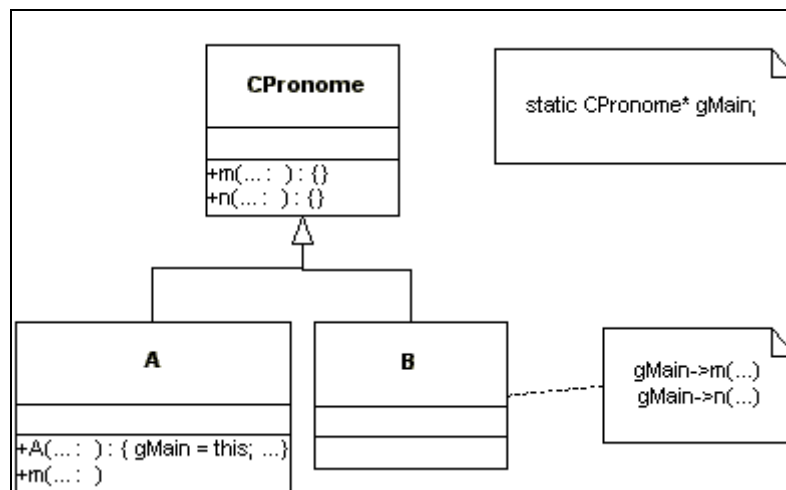 CPronome
+m(...: ) : {}
+n(...: ) : {}
static CPronome* gMain;
A
+A(...: ) : { gMain = this; ...}
+m(...: )
B
gMain->m(...)
gMain->n(...)